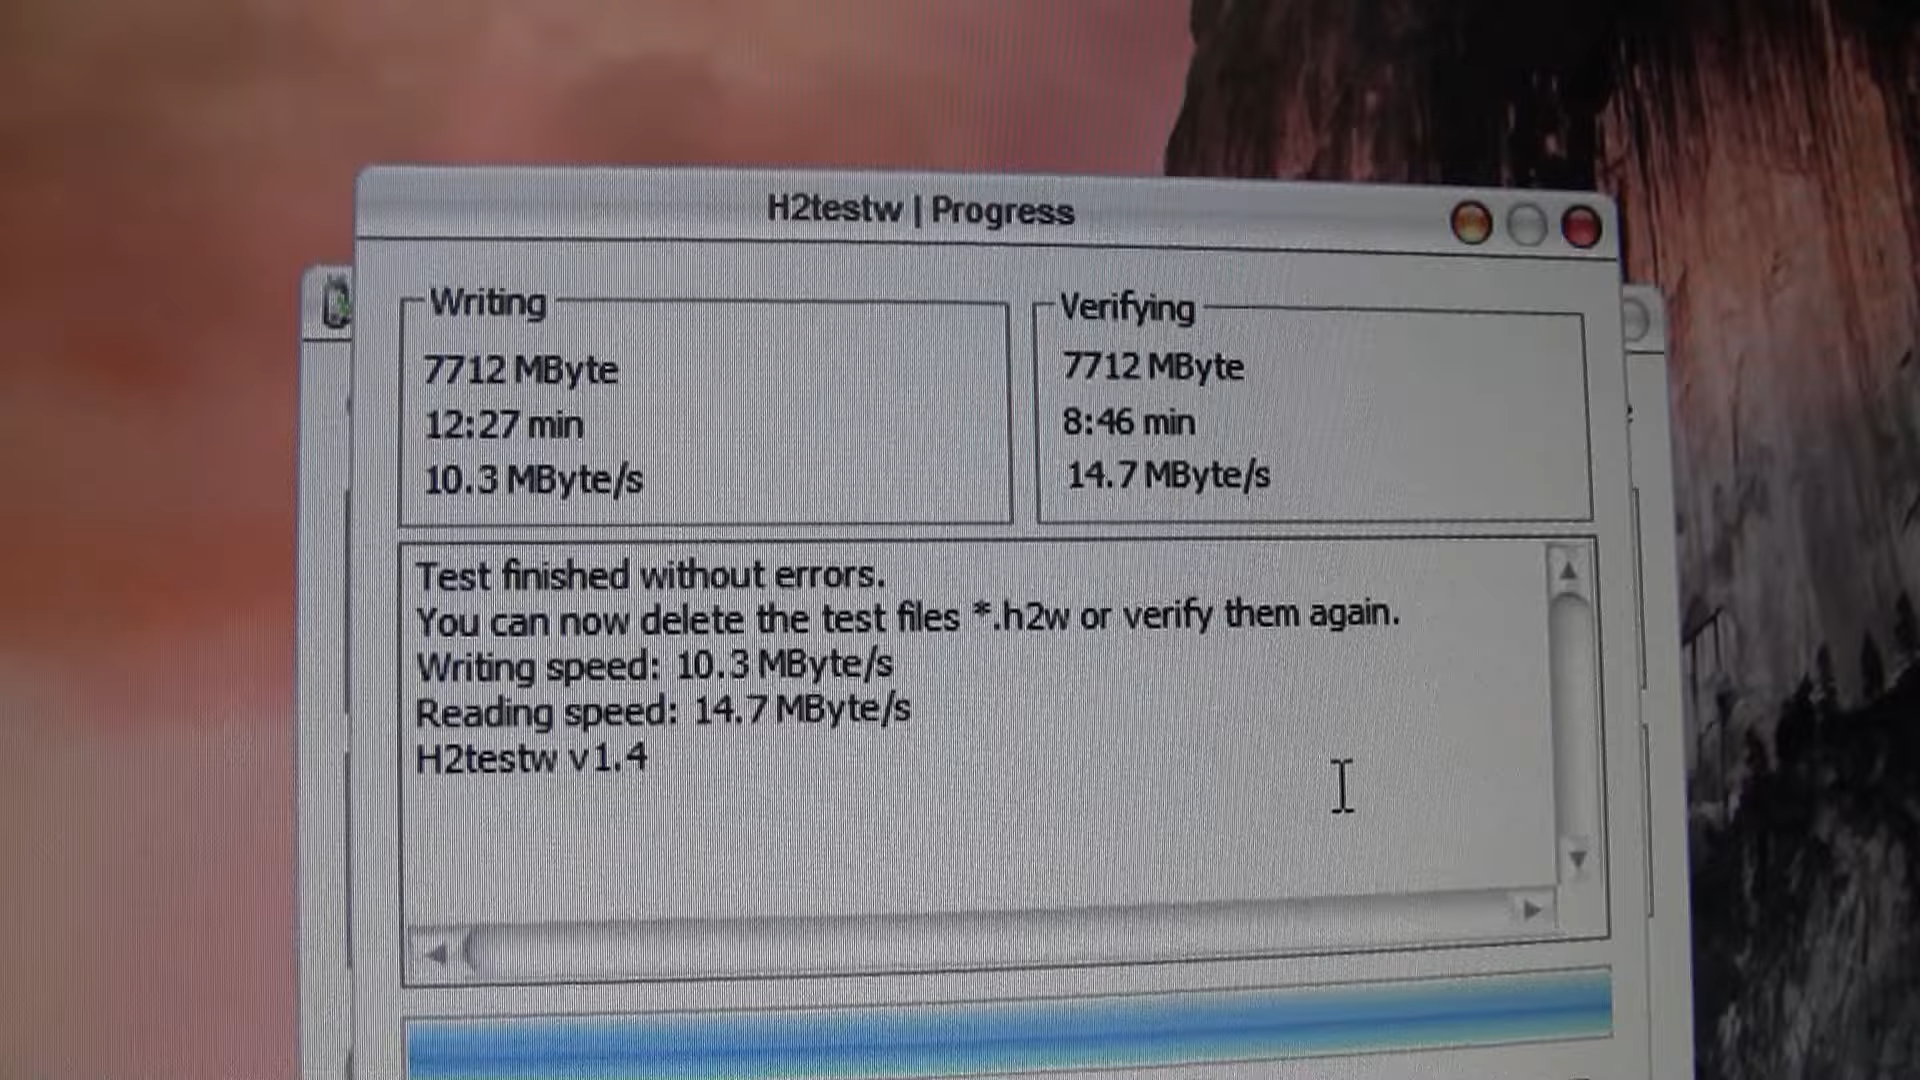 H2testw | Progress
Writing
7712 MByte
12:27 min
10.3 MByte/s
Verifying
7712 MByte
8:46 min
14.7 MByte/s
Test finished without errors.
You can now delete the test files *.h2w or verify them again.
Writing speed: 10.3 MByte/s
Reading speed: 14.7 MByte/s
H2testw v1.4